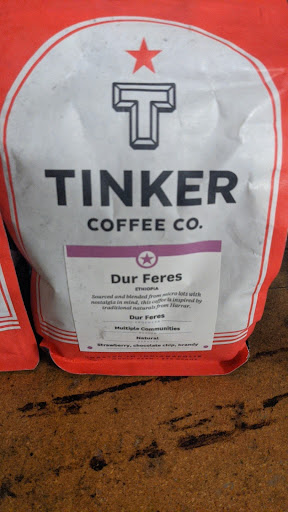 T
TINKER
COFFEE CO.
Dur Feres
ETHIOPIA
Sourced and blended from micro lots with
nostalgia in mind, this coffee is inspired by
traditional naturals from Harrar.
Dur Feres
Multiple Communities
Natural
Strawberry, chocolate chip, brandy